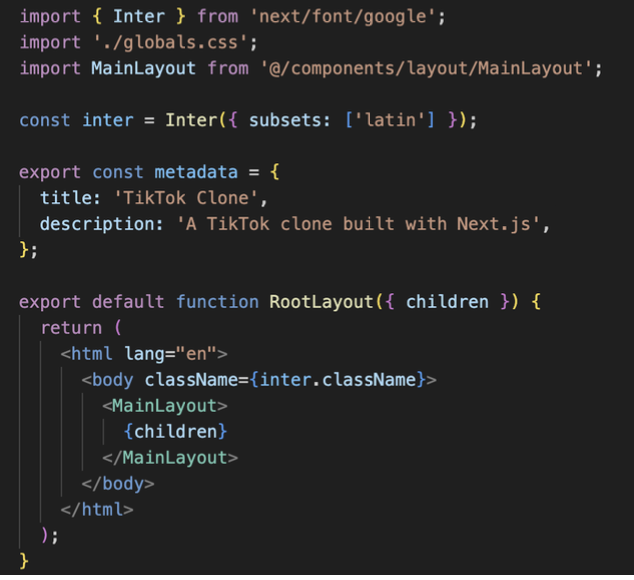 import { Inter } from 'next/font/google';
import './globals.css';
import MainLayout from '@/components/layout/MainLayout';

const inter = Inter({ subsets: ['latin'] });

export const metadata = {
  title: 'TikTok Clone',
  description: 'A TikTok clone built with Next.js',
};

export default function RootLayout({ children }) {
  return (
    <html lang="en">
      <body className={inter.className}>
        <MainLayout>
          {children}
        </MainLayout>
      </body>
    </html>
  );
}